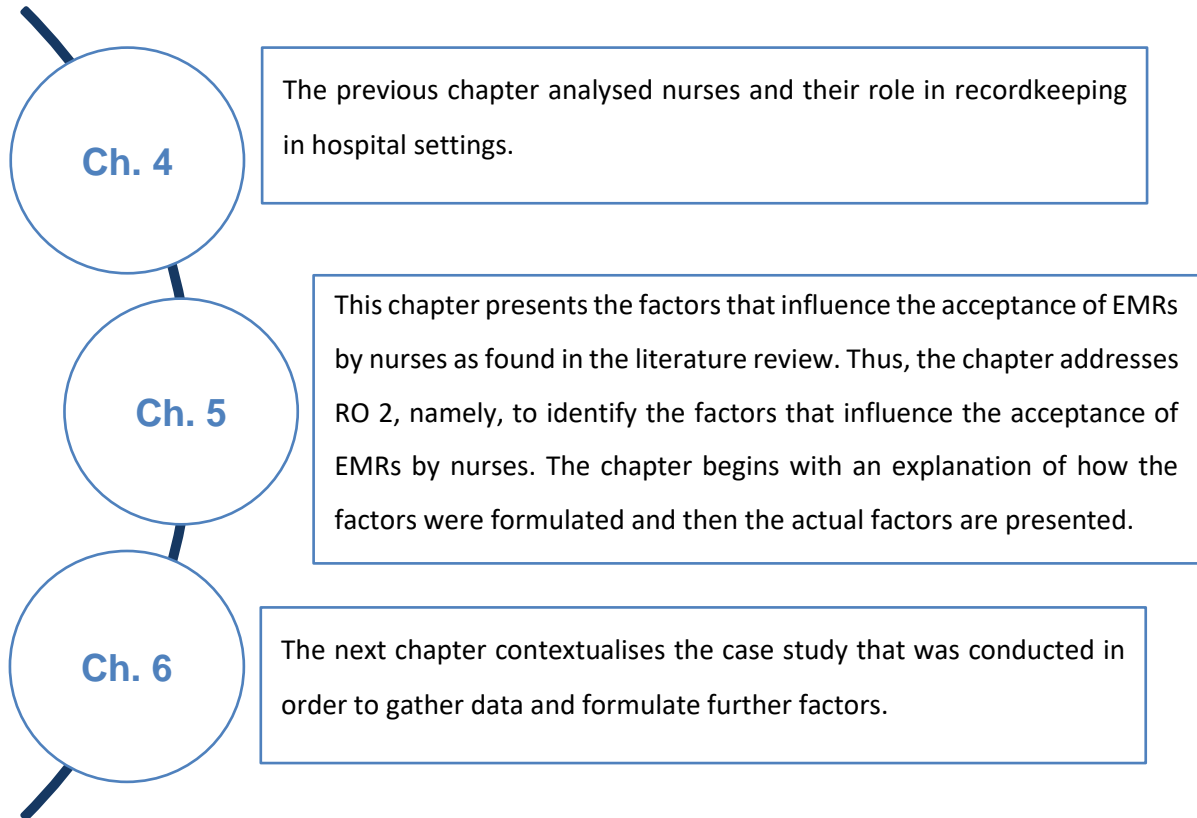 Ch. 4
The previous chapter analysed nurses and their role in recordkeeping
in hospital settings.
Ch. 5
This chapter presents the factors that influence the acceptance of EMRs
by nurses as found in the literature review. Thus, the chapter addresses
RO 2, namely, to identify the factors that influence the acceptance of
EMRs by nurses. The chapter begins with an explanation of how the
factors were formulated and then the actual factors are presented.
Ch. 6
The next chapter contextualises the case study that was conducted in
order to gather data and formulate further factors.